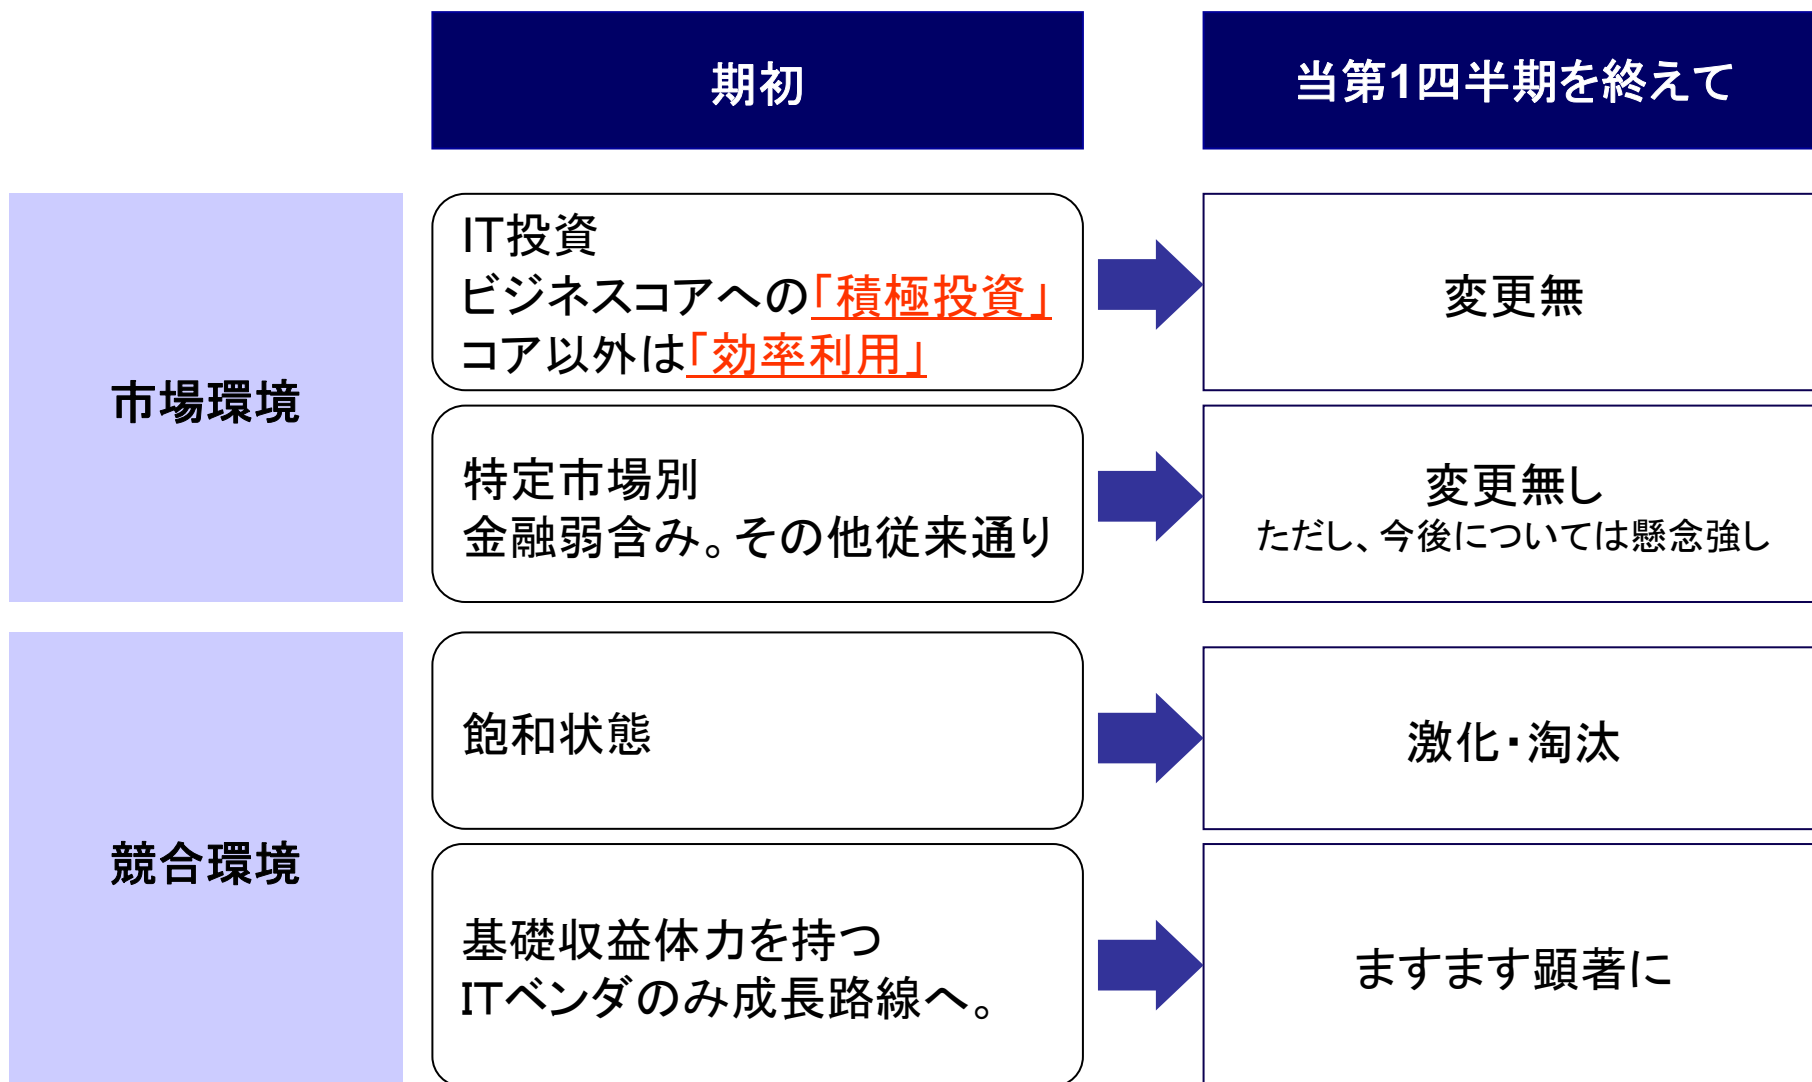 期初
当第1四半期を終えて
市場環境
IT投資
ビジネスコアへの「積極投資」
コア以外は「効率利用」
変更無
特定市場別
金融弱含み。その他従来通り
変更無し
ただし、今後については懸念強し
競合環境
飽和状態
激化・淘汰
基礎収益体力を持つ
ITベンダのみ成長路線へ。
ますます顕著に